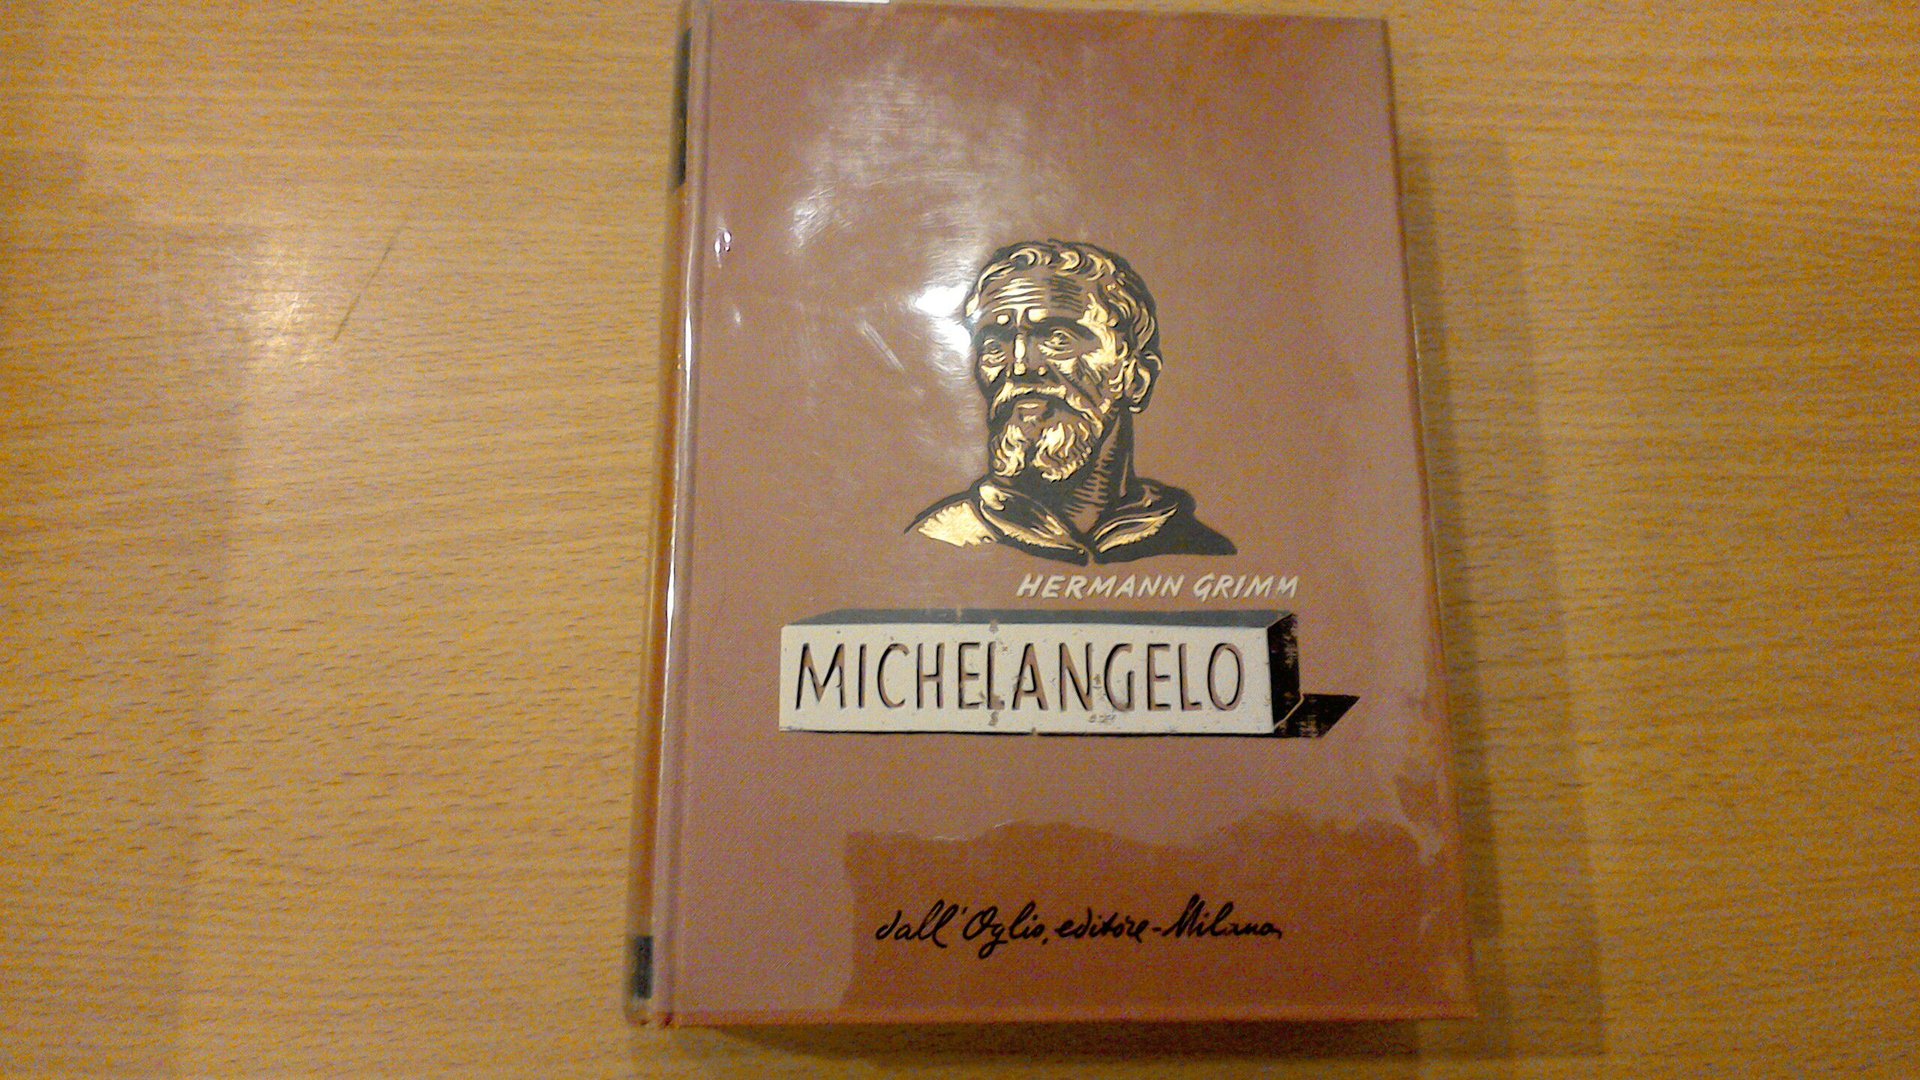 HERMANN GRIMM
MICHELANGELO
dall'Oglio, editore-Milano